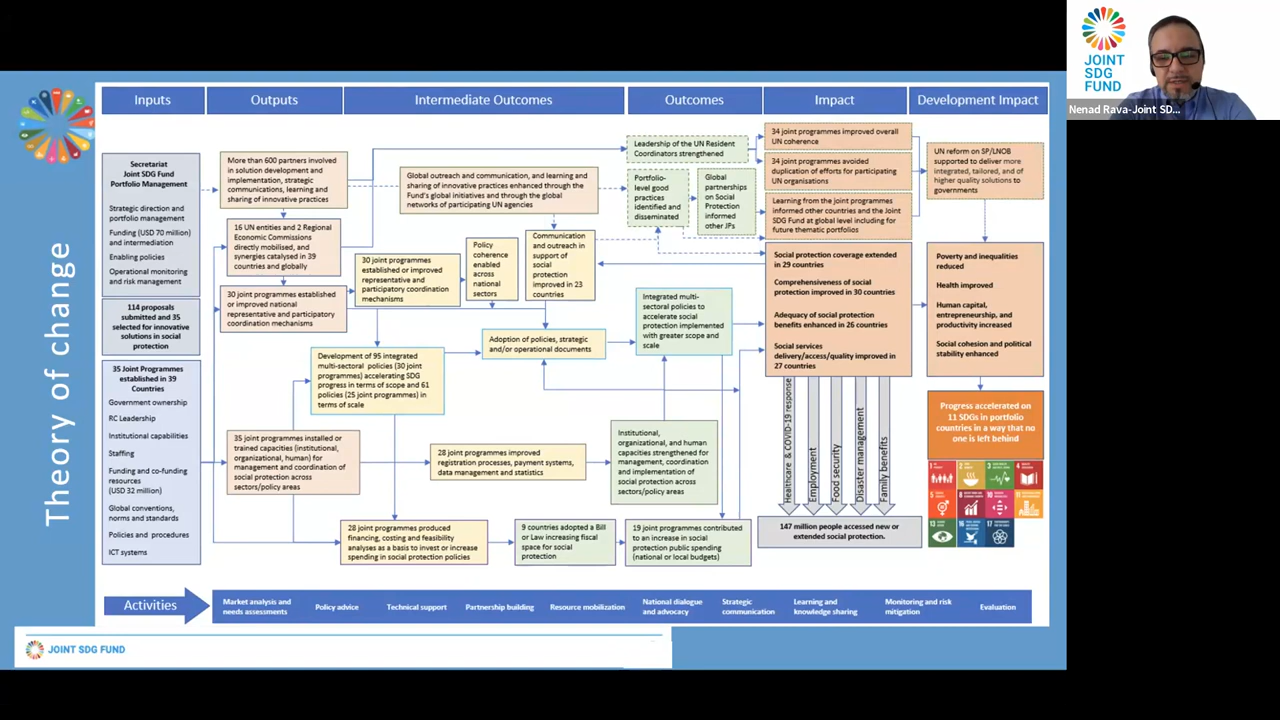 Theory of change
Inputs
Outputs
Intermediate Outcomes
Outcomes
Impact
Development Impact
Secretariat
Joint SDG Fund
Portfolio Management
Strategic direction and
portfolio management
Funding (USD 70 million)
and intermediation
Enabling policies
Operational monitoring
and risk management
114 proposals
submitted and 35
selected for innovative
solutions in social
protection
35 Joint Programmes
established in 39
Countries
Government ownership
RC Leadership
Institutional capabilities
Staffing
Funding and co-funding
resources
(USD 32 million)
Global conventions,
norms and standards
Policies and procedures
ICT systems
More than 600 partners involved
in solution development and
implementation, strategic
communications, learning and
sharing of innovative practices
16 UN entities and 2 Regional
Economic Commissions
directly mobilised, and
synergies catalysed in 39
countries and globally
30 joint programmes established
or improved national
representative and participatory
coordination mechanisms
35 joint programmes installed or
trained capacities (institutional,
organizational, human) for
management and coordination of
social protection across
sectors/policy areas
Global outreach and communication, and learning and
sharing of innovative practices enhanced through the
Fund's global initiatives and through the global
networks of participating UN agencies
30 joint programmes
established or improved
representative and
participatory coordination
mechanisms
Policy
coherence
enabled
across
national
sectors
Communication
and outreach in
support of
social
protection
improved in 23
countries
Development of 95 integrated
multi-sectoral policies (30 joint
programmes) accelerating SDG
progress in terms of scope and 61
policies (25 joint programmes) in
terms of scale
Adoption of policies, strategic
and/or operational documents
28 joint programmes improved
registration processes, payment systems,
data management and statistics
28 joint programmes produced
financing, costing and feasibility
analyses as a basis to invest or increase
spending in social protection policies
9 countries adopted a Bill
or Law increasing fiscal
space for social
protection
Leadership of the UN Resident
Coordinators strengthened
Portfolio-
level good
practices
identified and
disseminated
Global
partnerships
on Social
Protection
informed
other JPs
Integrated multi-
sectoral policies to
accelerate social
protection implemented
with greater scope and
scale
Institutional,
organizational, and human
capacities strengthened for
management, coordination
and implementation of
social protection across
sectors/policy areas
19 joint programmes contributed
to an increase in social
protection public spending
(national or local budgets)
34 joint programmes improved overall
UN coherence
34 joint programmes avoided
duplication of efforts for participating
UN organisations
Learning from the joint programmes
informed other countries and the Joint
SDG Fund at global level including for
future thematic portfolios
Social protection coverage extended
in 29 countries
Comprehensiveness of social
protection improved in 30 countries
Adequacy of social protection
benefits enhanced in 26 countries
Social services
delivery/access/quality improved in
27 countries
Healthcare & COVID-19 response
Employment
Food security
Disaster management
Family benefits
147 million people accessed new or
extended social protection.
UN reform on SP/LNOB
supported to deliver more
integrated, tailored, and of
higher quality solutions to
governments
Poverty and inequalities
reduced
Health improved
Human capital,
entrepreneurship, and
productivity increased
Social cohesion and political
stability enhanced
Progress accelerated on
11 SDGs in portfolio
countries in a way that no
one is left behind
Activities
Market analysis and
needs assessments
Policy advice
Technical support
Partnership building
Resource mobilization
National dialogue
and advocacy
Strategic
communication
Learning and
knowledge sharing
Monitoring and risk
mitigation
Evaluation
JOINT SDG FUND
JOINT
SDG
FUND
Nenad Rava-Joint SD...